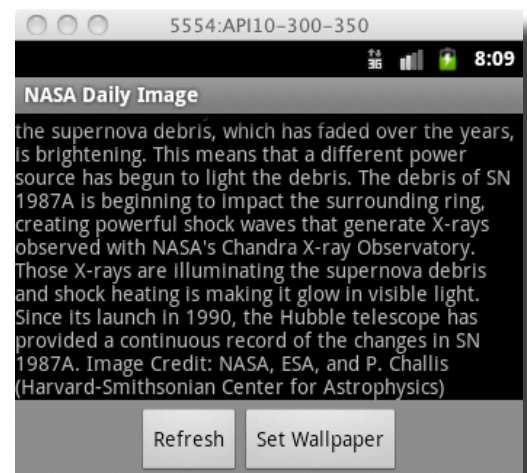 5554:API10-300-350
3G 8:09
NASA Daily Image
the supernova debris, which has faded over the years,
is brightening. This means that a different power
source has begun to light the debris. The debris of SN
1987A is beginning to impact the surrounding ring,
creating powerful shock waves that generate X-rays
observed with NASA's Chandra X-ray Observatory.
Those X-rays are illuminating the supernova debris
and shock heating is making it glow in visible light.
Since its launch in 1990, the Hubble telescope has
provided a continuous record of the changes in SN
1987A. Image Credit: NASA, ESA, and P. Challis
(Harvard-Smithsonian Center for Astrophysics)
Refresh Set Wallpaper